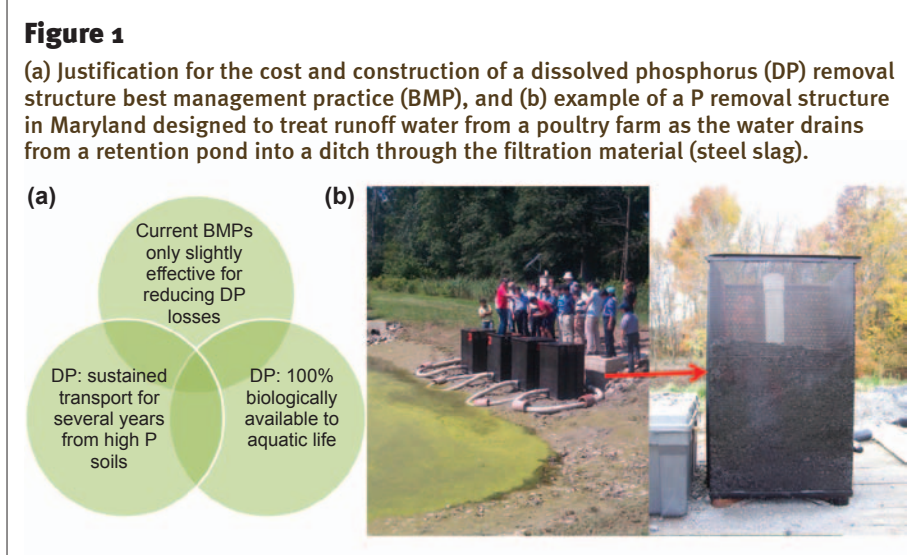 Figure 1
(a) Justification for the cost and construction of a dissolved phosphorus (DP) removal
structure best management practice (BMP), and (b) example of a P removal structure
in Maryland designed to treat runoff water from a poultry farm as the water drains
from a retention pond into a ditch through the filtration material (steel slag).
(a)
(b)
Current BMPs
only slightly
effective for
reducing DP
losses
DP: sustained
transport for
several years
from high P
soils
DP: 100%
biologically
available to
aquatic life